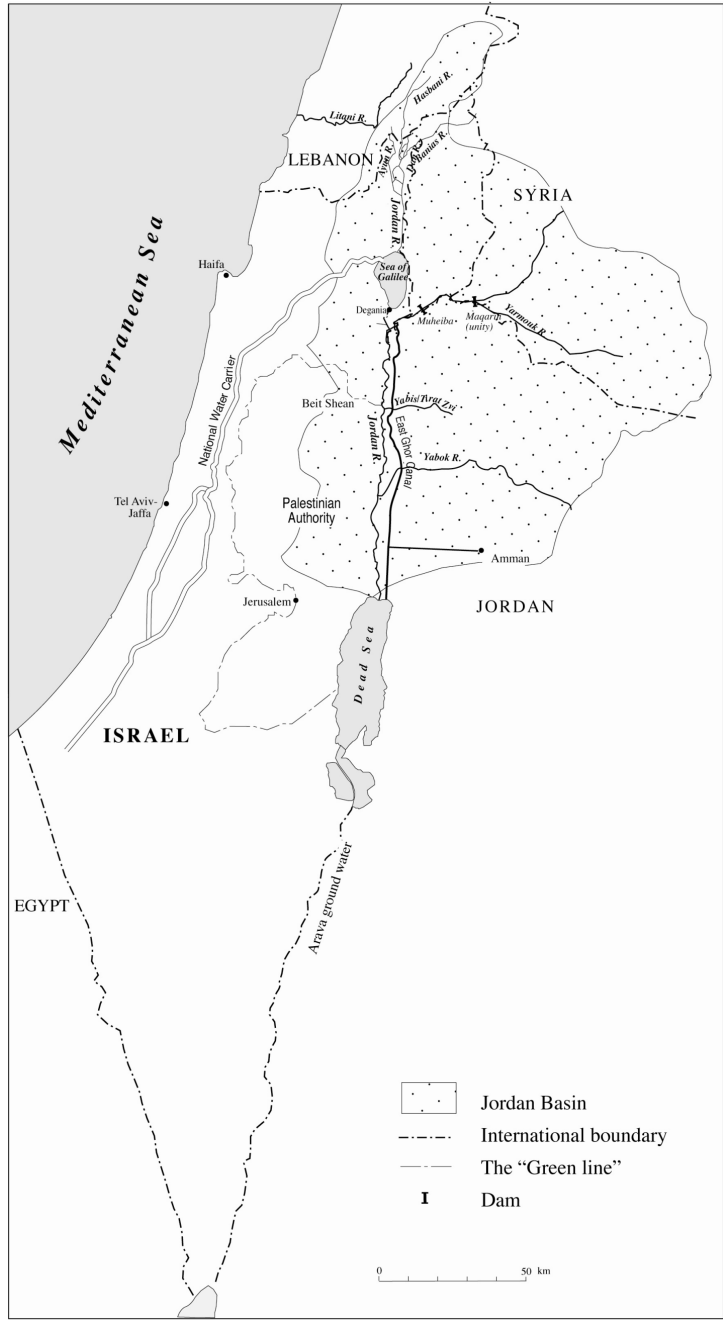 Hasbani R.
Litani R.
Ayun R.
Dan R.
Banias R.
LEBANON
SYRIA
Jordan R.
Mediterranean Sea
Haifa
Sea of
Galilee
Degania
Muheiba
Maqarin
(unity)
Yarmouk R.
National Water Carrier
Beit Shean
Yabis/Tirat Zvi
Jordan R.
East Ghor Canal
Yabok R.
Tel Aviv-
Jaffa
Palestinian
Authority
Amman
Jerusalem
JORDAN
Dead Sea
ISRAEL
Arava ground water
EGYPT
Jordan Basin
International boundary
The “Green line”
Dam
0 50 km